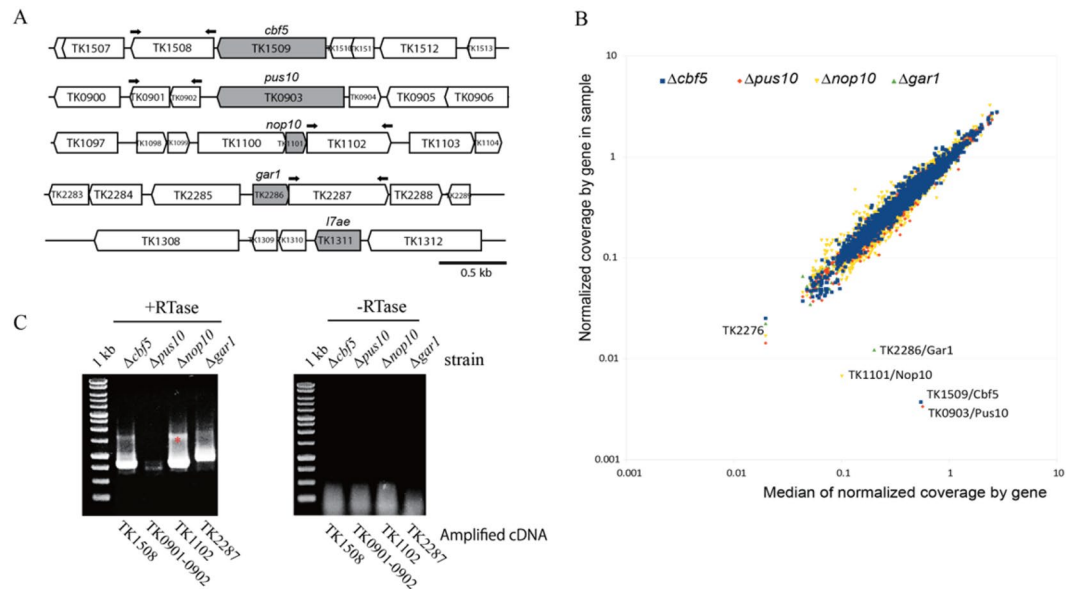 A
cbf5
TK1507 TK1508 TK1509 TK1510 TK151 TK1512 TK1513
pus10
TK0900 TK0901 TK0902 TK0903 TK0904 TK0905 TK0906
nop10
TK1097 TK1098 TK1099 TK1100 TK1101 TK1102 TK1103 TK1104
gar1
TK2283 TK2284 TK2285 TK2286 TK2287 TK2288 TK2289
l7ae
TK1308 TK1309 TK1310 TK1311 TK1312
0.5 kb
B
Δcbf5 Δpus10 Δnop10 Δgar1
Normalized coverage by gene in sample
10
1
0.1
0.01
0.001
TK2276
TK2286/Gar1
TK1101/Nop10
TK1509/Cbf5
TK0903/Pus10
0.001 0.01 0.1 1 10
Median of normalized coverage by gene
C
+RTase -RTase
1 kb Δcbf5 Δpus10 Δnop10 Δgar1 strain 1 kb Δcbf5 Δpus10 Δnop10 Δgar1
TK1508 TK0901-0902 TK1102 TK2287 TK1508 TK0901-0902 TK1102 TK2287 Amplified cDNA